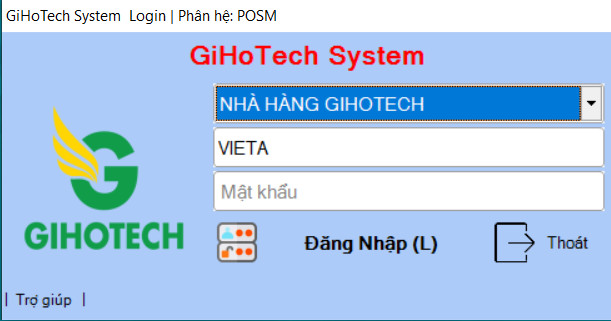 GiHoTech System Login | Phân hệ: POSM
GiHoTech System
NHÀ HÀNG GIHOTECH
VIETA
Mật khẩu
GIHOTECH
Đăng Nhập (L)
Thoát
| Trợ giúp |